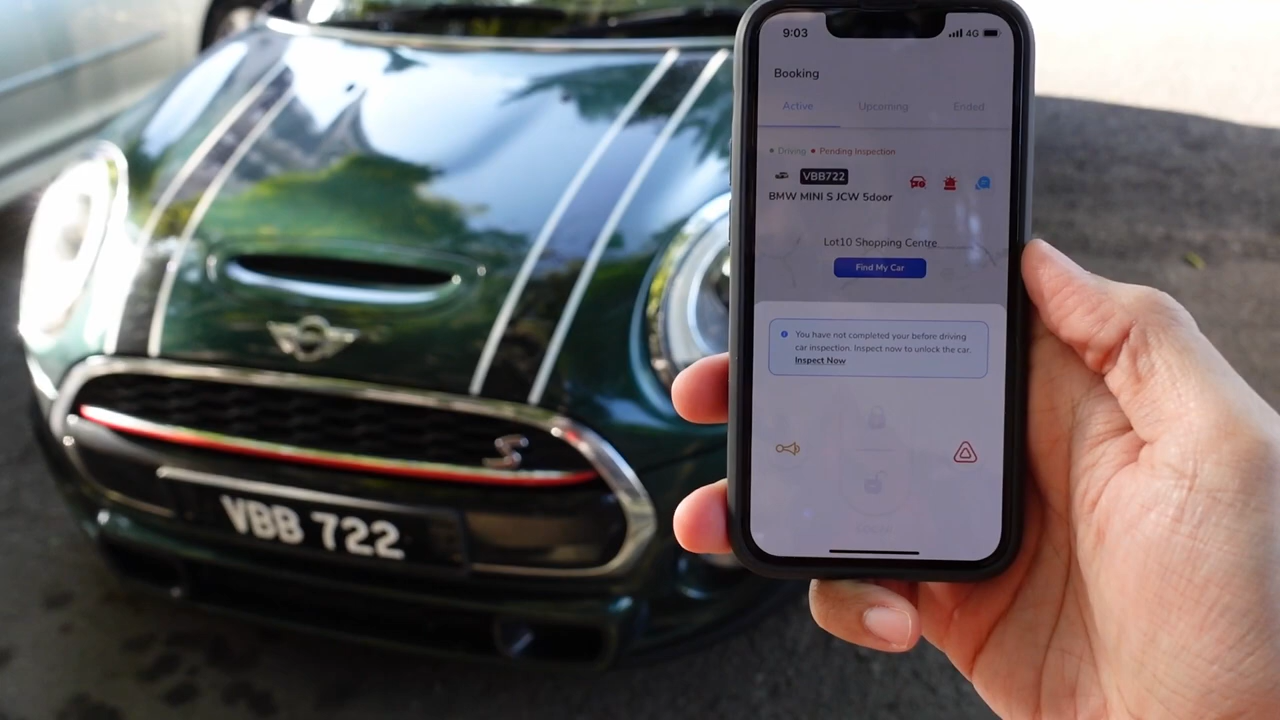 9:03
4G
Booking
Active Upcoming Ended
Driving Pending Inspection
VBB722
BMW MINI S JCW 5door
Lot10 Shopping Centre
Find My Car
You have not completed your before driving
car inspection. Inspect now to unlock the car.
Inspect Now
S
VBB 722